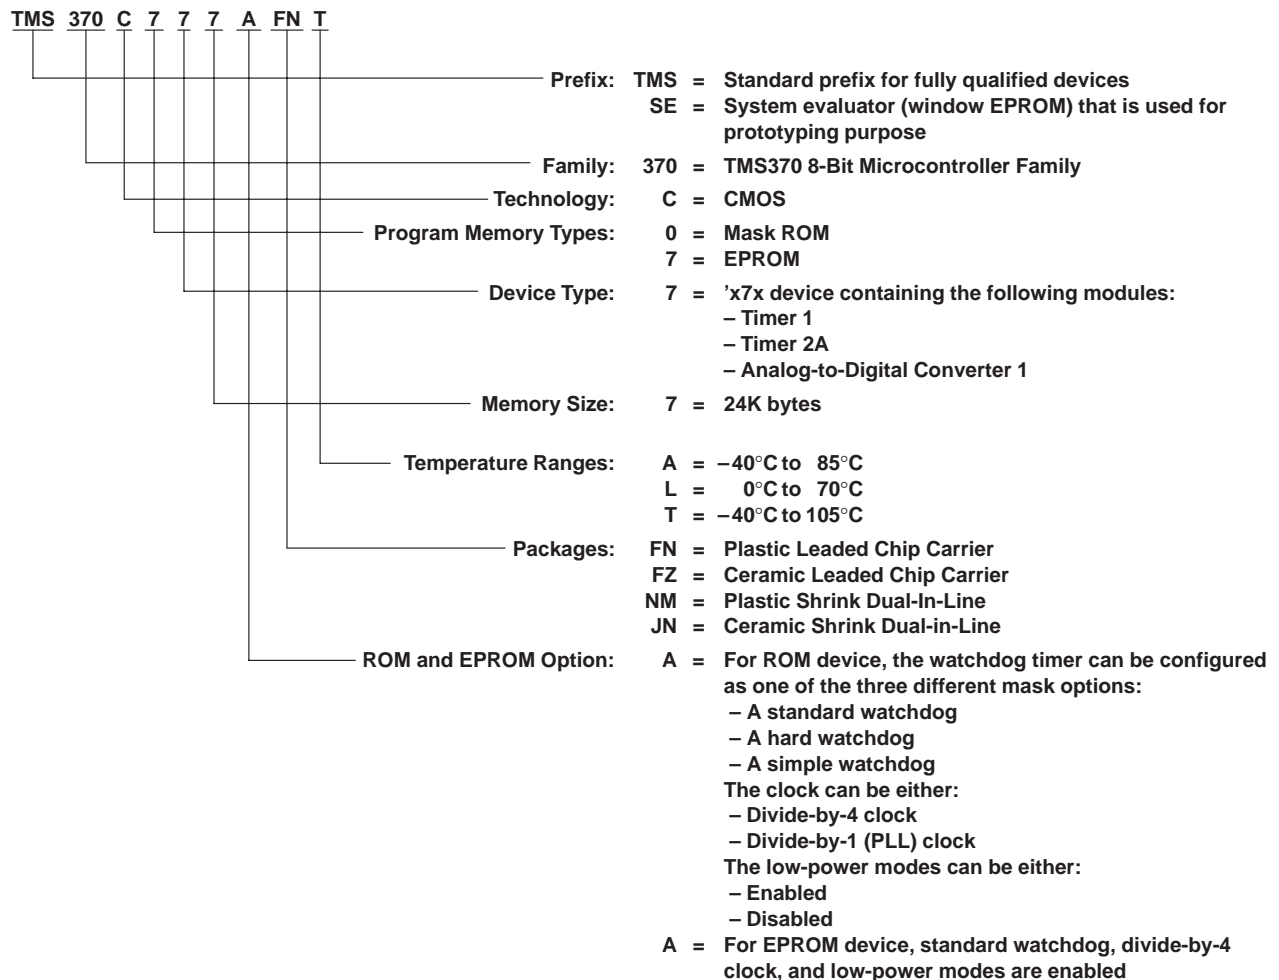 TMS 370 C 7 7 7 A FN T
Prefix: TMS = Standard prefix for fully qualified devices
SE = System evaluator (window EPROM) that is used for
prototyping purpose
Family: 370 = TMS370 8-Bit Microcontroller Family
Technology: C = CMOS
Program Memory Types: 0 = Mask ROM
7 = EPROM
Device Type: 7 = ’x7x device containing the following modules:
– Timer 1
– Timer 2A
– Analog-to-Digital Converter 1
Memory Size: 7 = 24K bytes
Temperature Ranges: A = –40°C to 85°C
L = 0°C to 70°C
T = –40°C to 105°C
Packages: FN = Plastic Leaded Chip Carrier
FZ = Ceramic Leaded Chip Carrier
NM = Plastic Shrink Dual-In-Line
JN = Ceramic Shrink Dual-in-Line
ROM and EPROM Option: A = For ROM device, the watchdog timer can be configured
as one of the three different mask options:
– A standard watchdog
– A hard watchdog
– A simple watchdog
The clock can be either:
– Divide-by-4 clock
– Divide-by-1 (PLL) clock
The low-power modes can be either:
– Enabled
– Disabled
A = For EPROM device, standard watchdog, divide-by-4
clock, and low-power modes are enabled